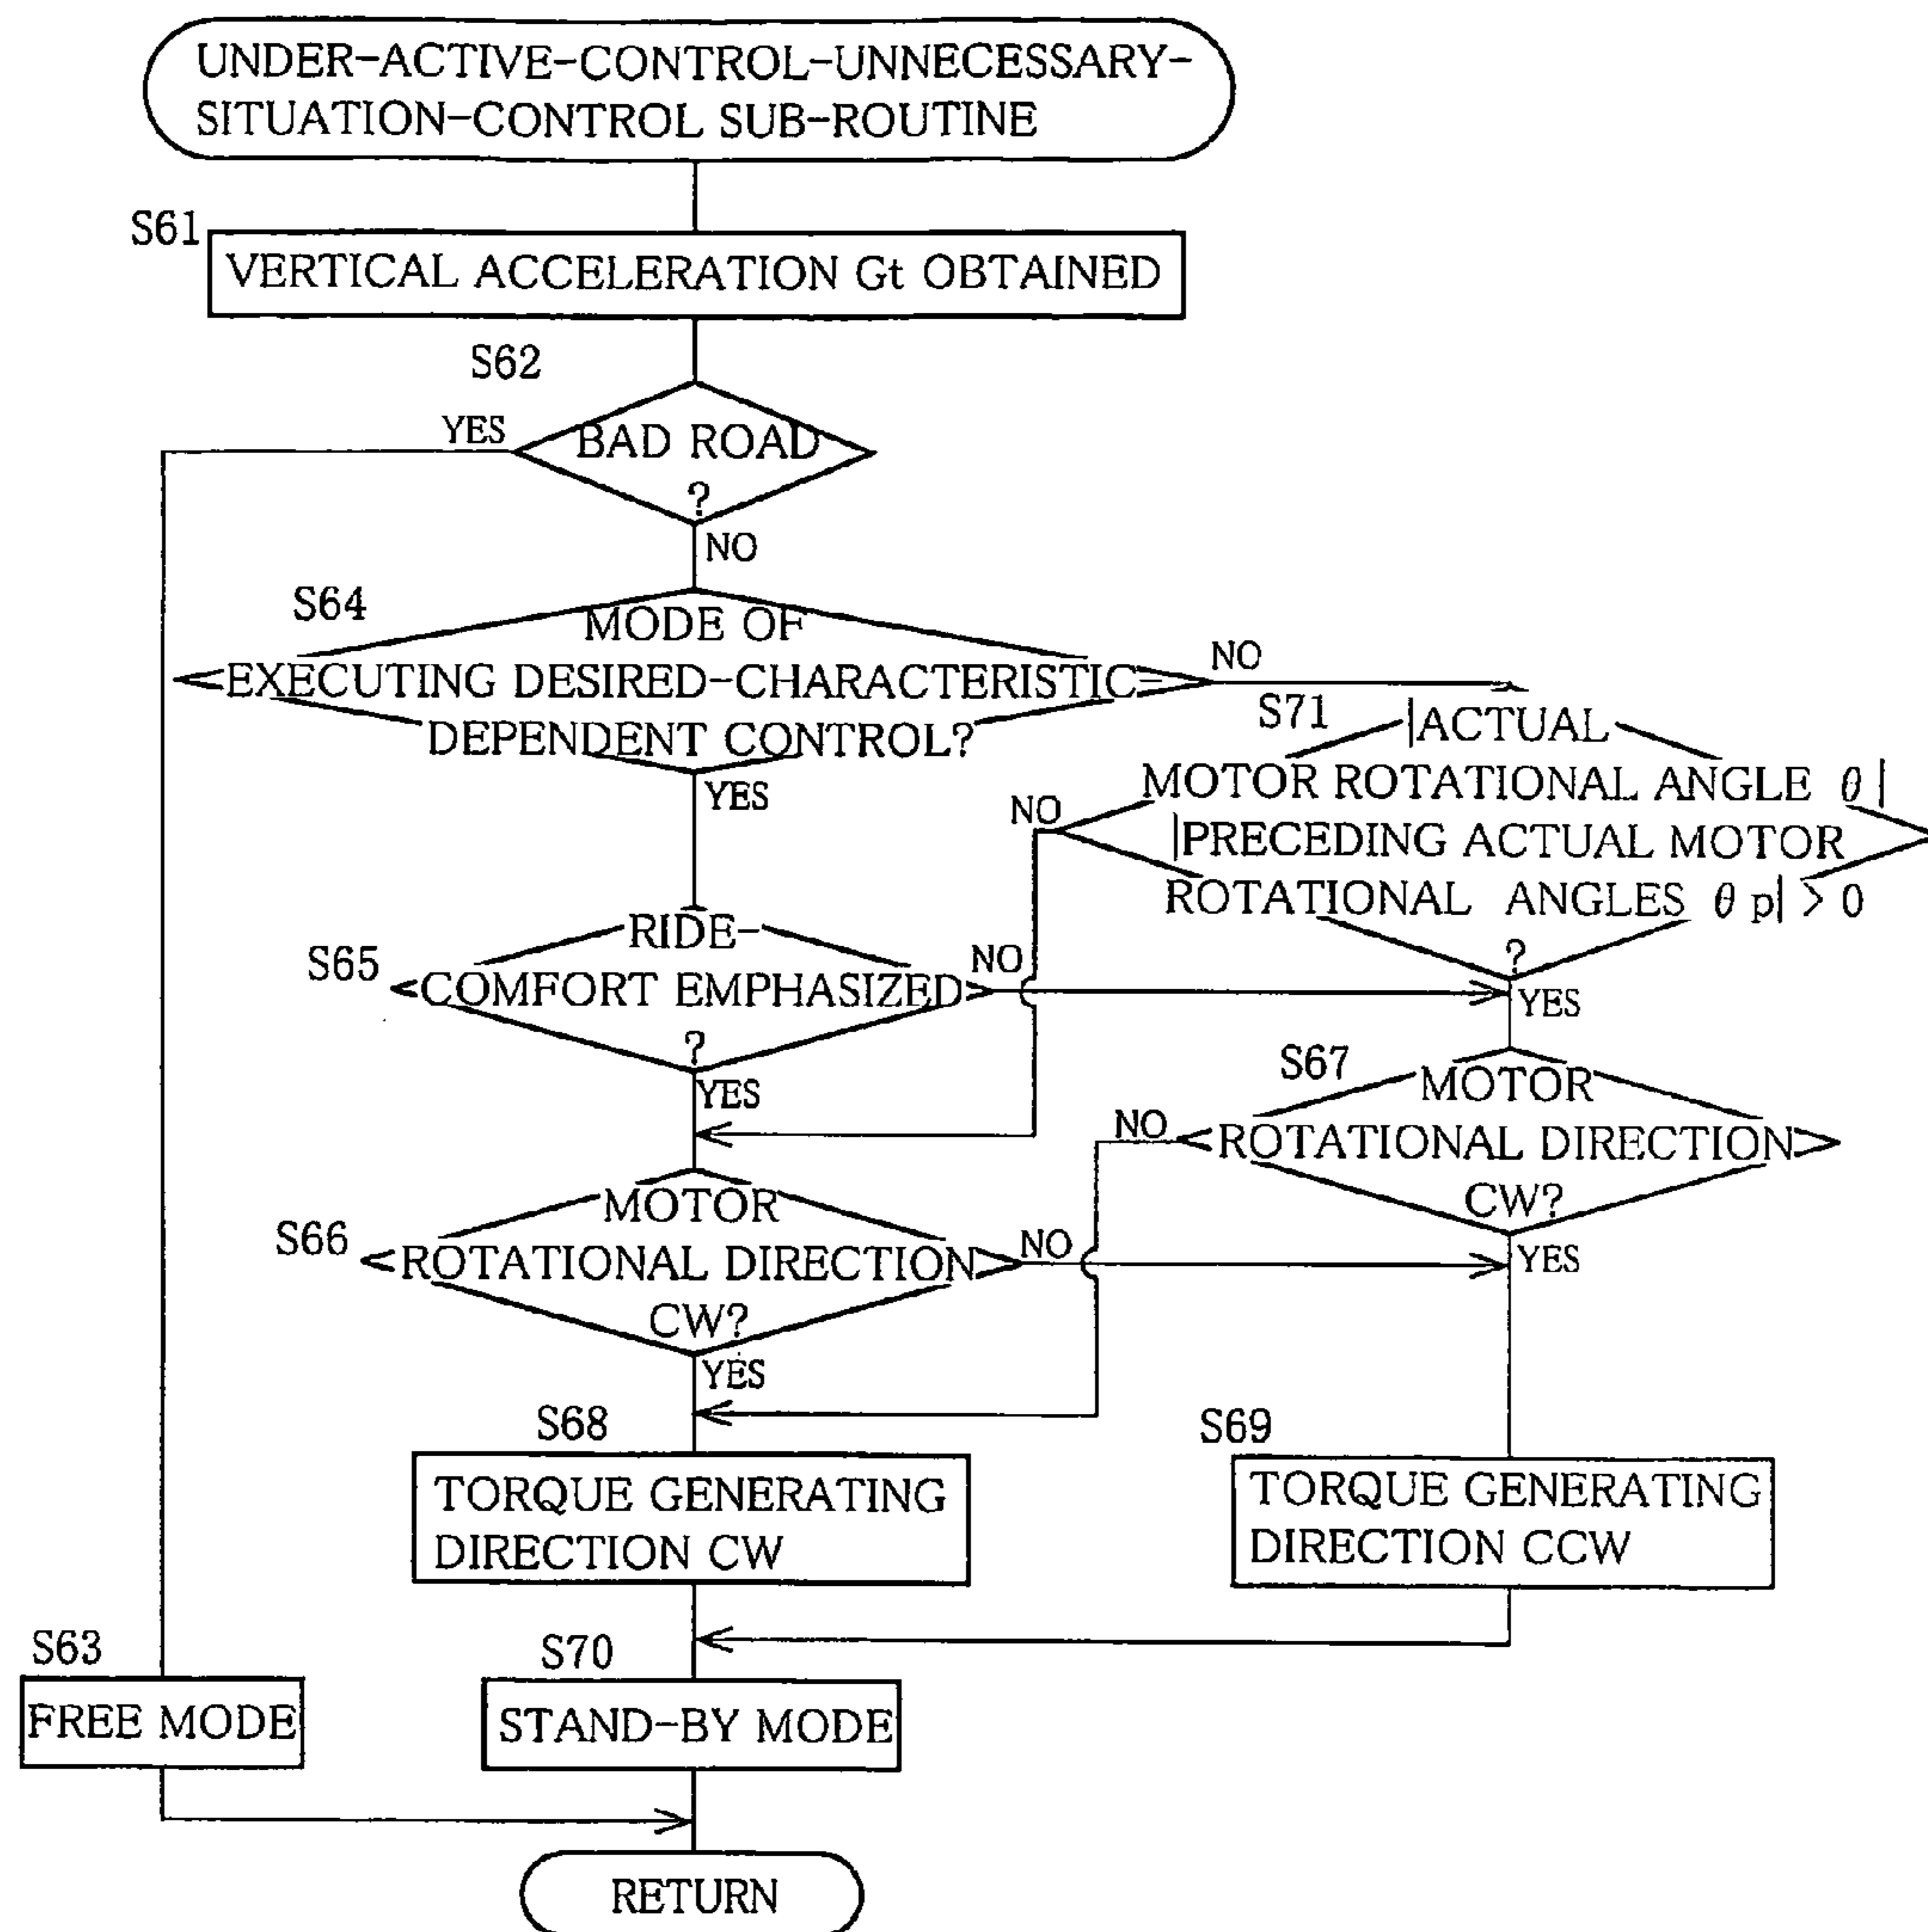 UNDER-ACTIVE-CONTROL-UNNECESSARY-
SITUATION-CONTROL SUB-ROUTINE
S61
VERTICAL ACCELERATION Gt OBTAINED
S62
YES
BAD ROAD
?
NO
S64
MODE OF
EXECUTING DESIRED-CHARACTERISTIC-
DEPENDENT CONTROL?
NO
YES
S71
|ACTUAL
MOTOR ROTATIONAL ANGLE θ|
|PRECEDING ACTUAL MOTOR
ROTATIONAL ANGLES θp| > 0
?
NO
YES
S65
RIDE-
COMFORT EMPHASIZED
?
NO
YES
S67
MOTOR
ROTATIONAL DIRECTION
CW?
NO
YES
S66
MOTOR
ROTATIONAL DIRECTION
CW?
NO
YES
S68
TORQUE GENERATING
DIRECTION CW
S69
TORQUE GENERATING
DIRECTION CCW
S63
FREE MODE
S70
STAND-BY MODE
RETURN